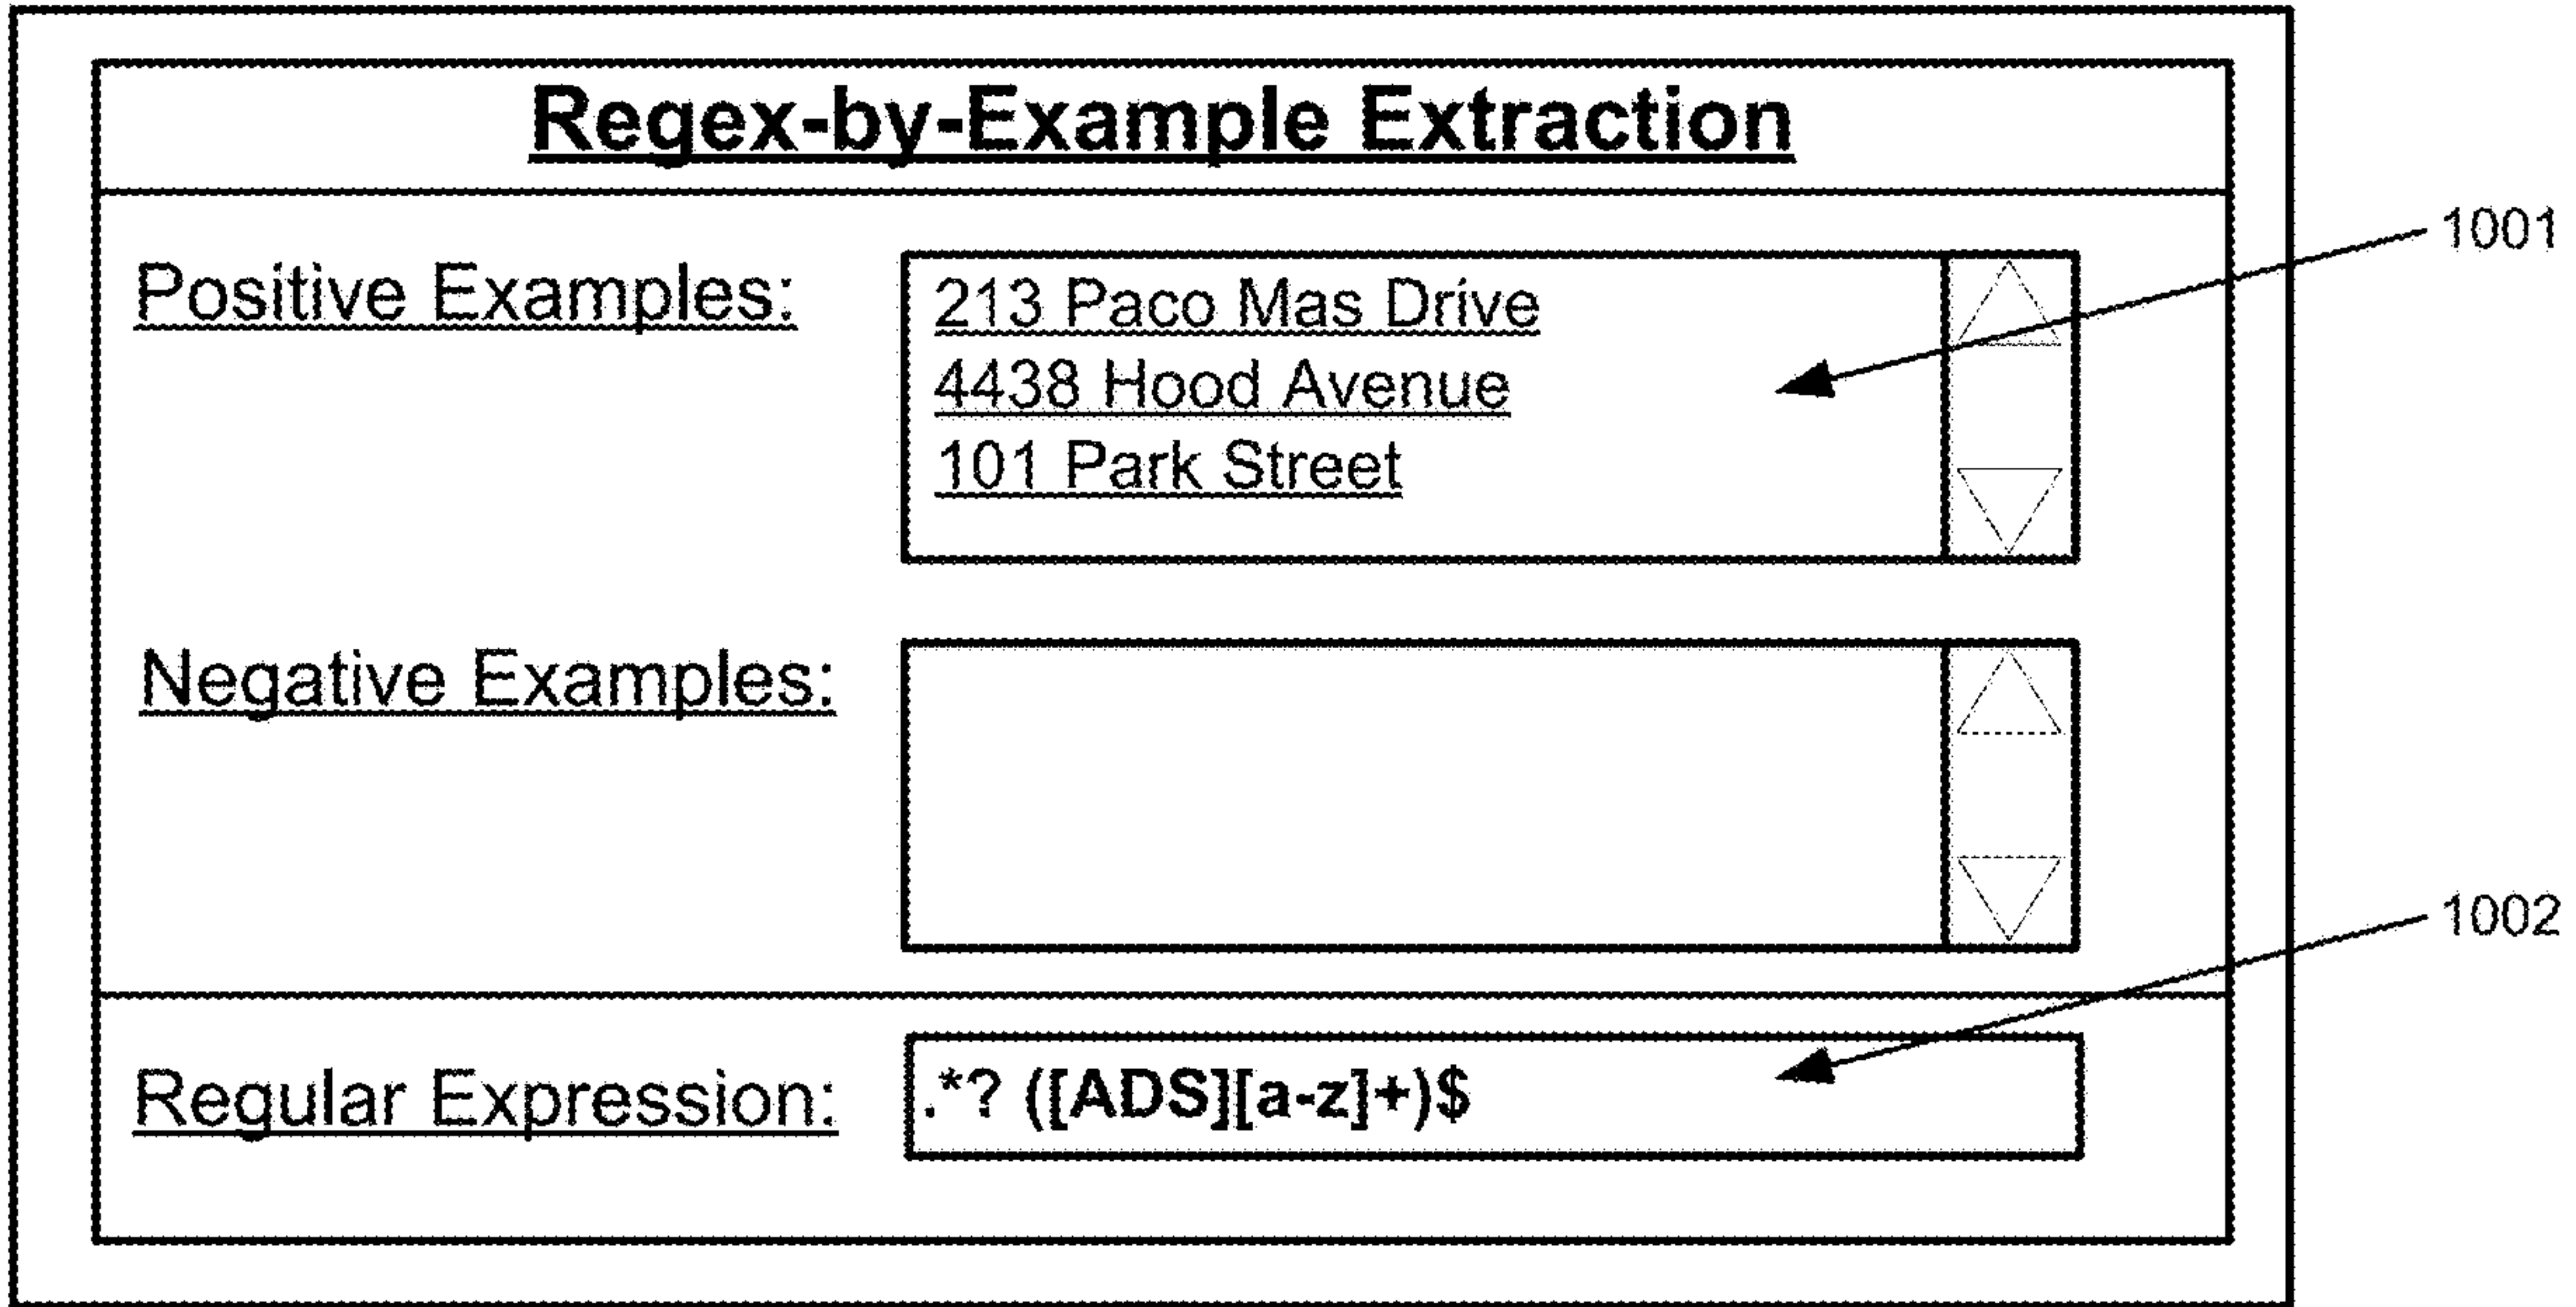 Regex-by-Example Extraction
1001
Positive Examples:
213 Paco Mas Drive
4438 Hood Avenue
101 Park Street
Negative Examples:
1002
Regular Expression:
.*? ([ADS][a-z]+)$